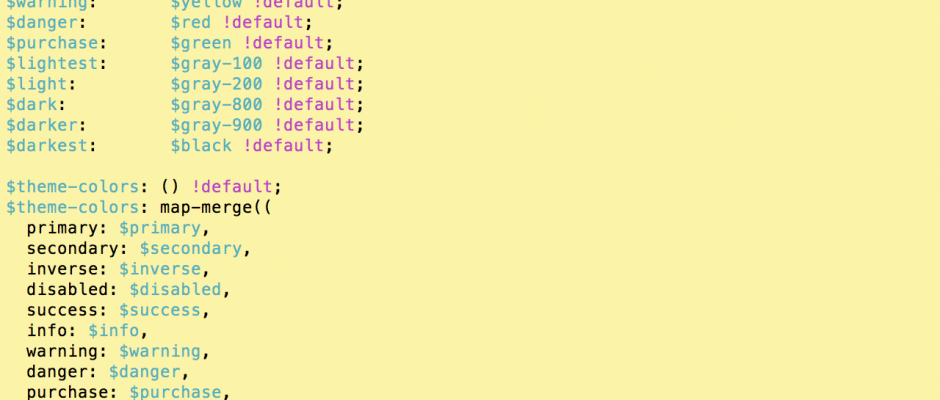 $warning:       $yellow !default;
$danger:        $red !default;
$purchase:      $green !default;
$lightest:      $gray-100 !default;
$light:         $gray-200 !default;
$dark:          $gray-800 !default;
$darker:        $gray-900 !default;
$darkest:       $black !default;

$theme-colors: () !default;
$theme-colors: map-merge((
  primary: $primary,
  secondary: $secondary,
  inverse: $inverse,
  disabled: $disabled,
  success: $success,
  info: $info,
  warning: $warning,
  danger: $danger,
  purchase: $purchase,